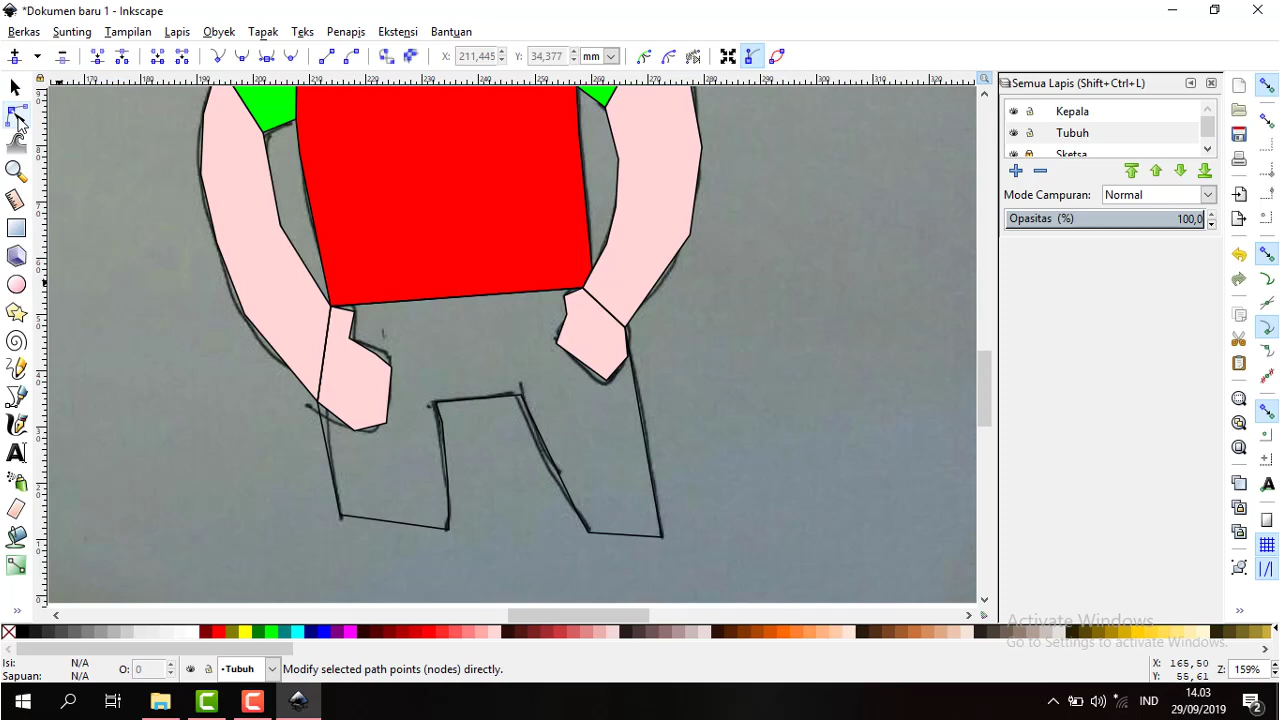 *Dokumen baru 1 - Inkscape
Berkas Sunting Tampilan Lapis Obyek Tapak Teks Penapis Ekstensi Bantuan
X: 211,445 Y: 34,377 mm
Semua Lapis (Shift+Ctrl+L)
Kepala
Tubuh
Sketsa
Mode Campuran: Normal
Opasitas (%) 100,0
Activate Windows
Go to Settings to activate Windows.
Isi: N/A
Sapuan: N/A
O: 0
•Tubuh
Modify selected path points (nodes) directly.
X: 165,50
Y: 55,61
Z: 159%
IND
14.03
29/09/2019
2